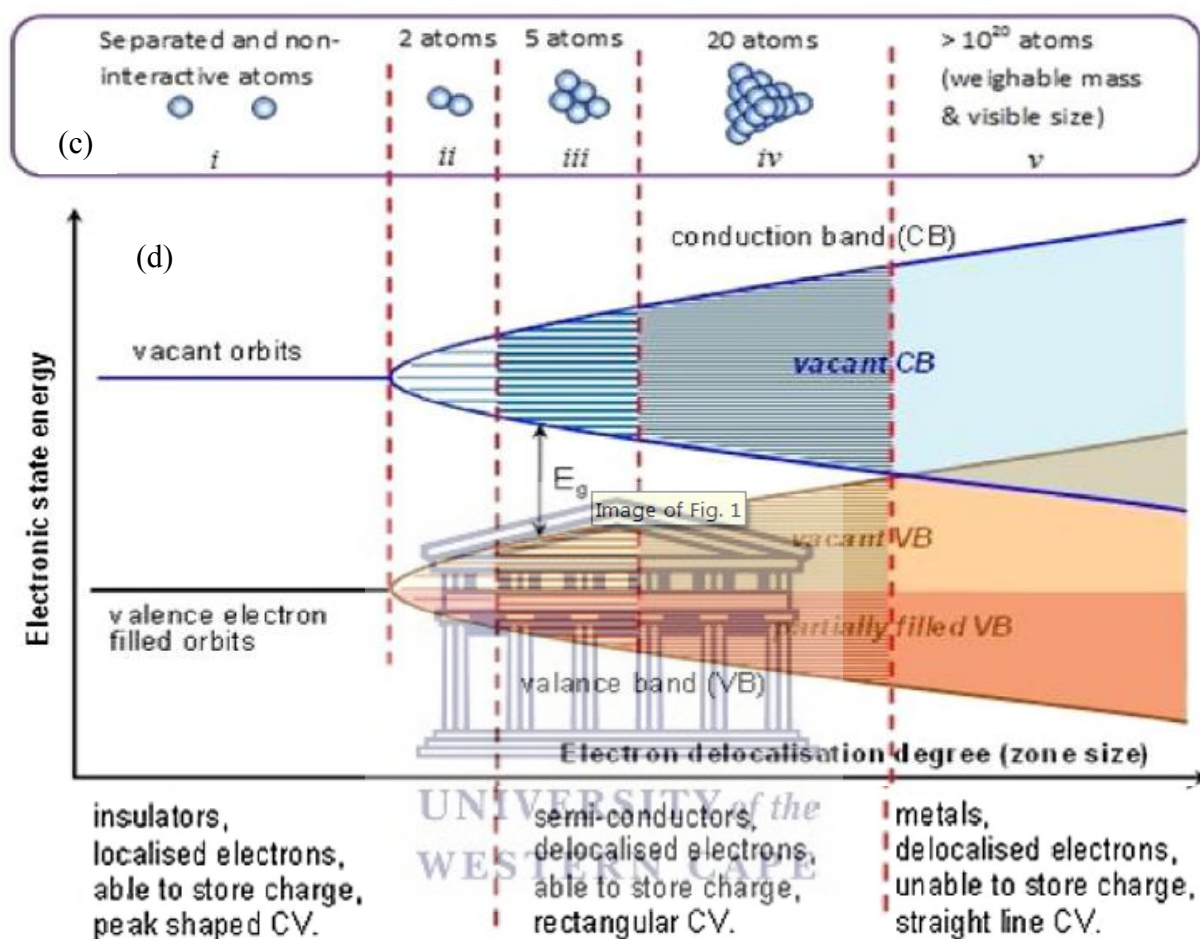 Separated and non-
interactive atoms
2 atoms
5 atoms
20 atoms
> 10²⁰ atoms
(weighable mass
& visible size)
(c)
i
ii
iii
iv
v
(d)
conduction band (CB)
vacant orbits
vacant CB
Electronic state energy
E_g
Image of Fig. 1
vacant VB
valence electron
filled orbits
partially filled VB
valance band (VB)
Electron delocalisation degree (zone size)
UNIVERSITY of the
WESTERN CAPE
insulators,
localised electrons,
able to store charge,
peak shaped CV.
semi-conductors,
delocalised electrons,
able to store charge,
rectangular CV.
metals,
delocalised electrons,
unable to store charge,
straight line CV.